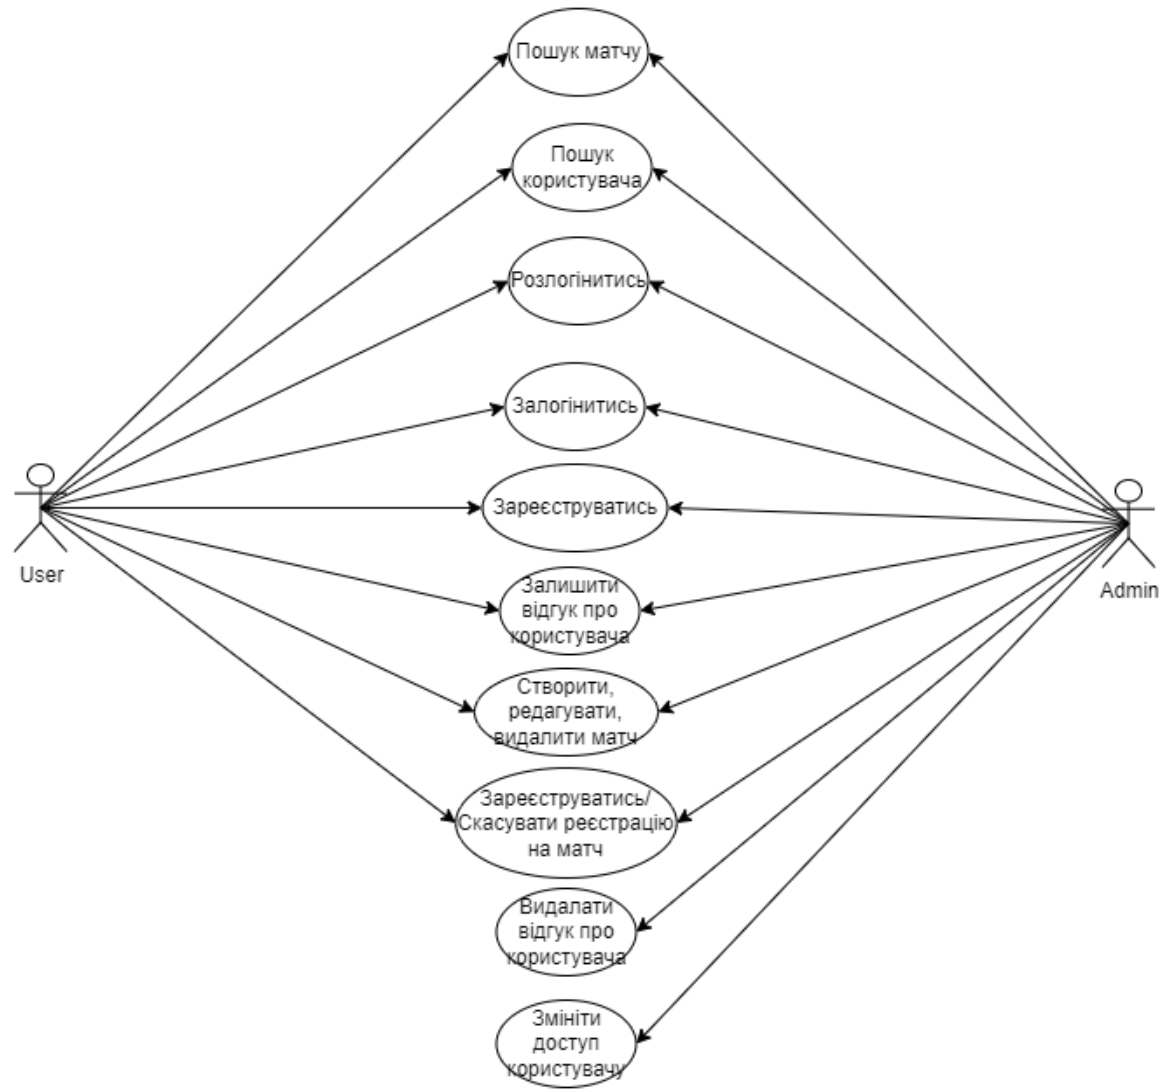 Пошук матчу
Пошук
користувача
Розлогінитись
Залогінитись
Зареєструватись
User
Admin
Залишити
відгук про
користувача
Створити,
редагувати,
видалити матч
Зареєструватись/
Скасувати реєстрацію
на матч
Видалати
відгук про
користувача
Змініти
доступ
користувачу